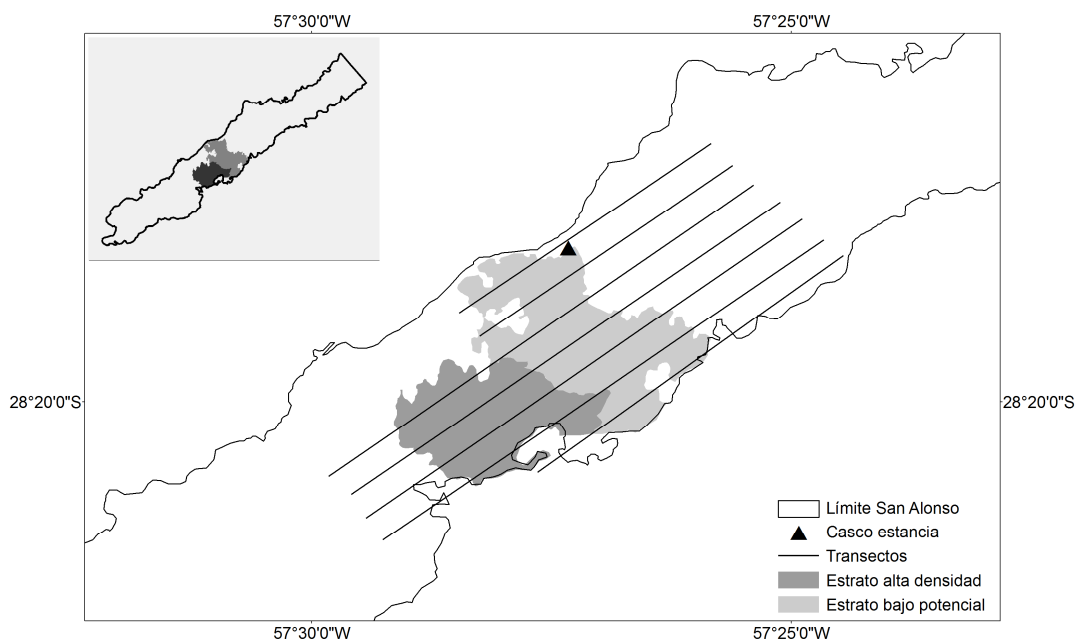 57°30'0"W 57°25'0"W
28°20'0"S 28°20'0"S
Límite San Alonso
Casco estancia
Transectos
Estrato alta densidad
Estrato bajo potencial
57°30'0"W 57°25'0"W